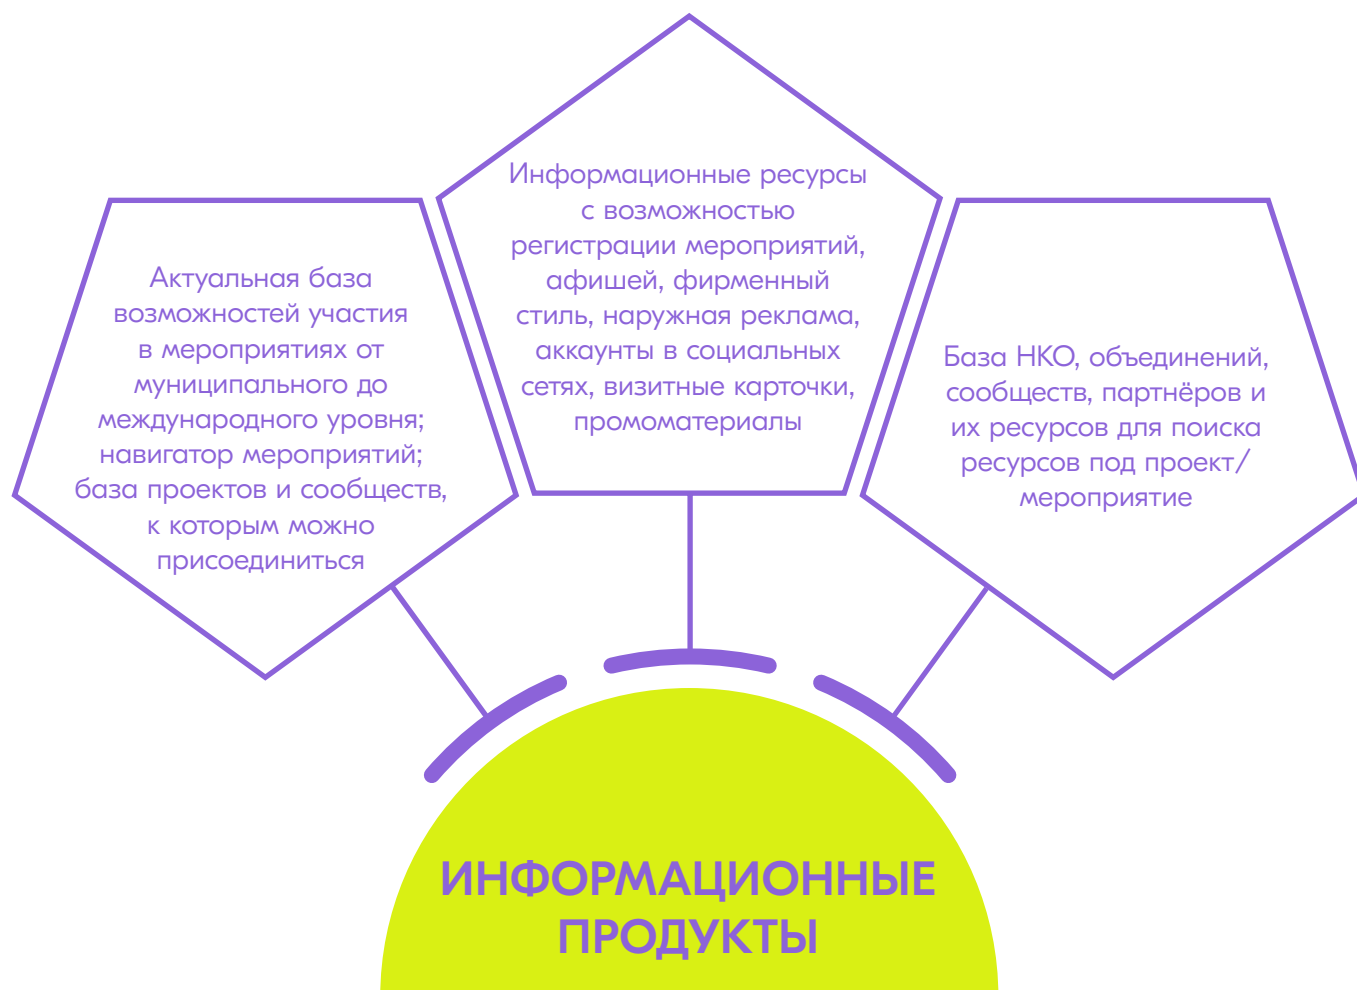 Актуальная база
возможностей участия
в мероприятиях от
муниципального до
международного уровня;
навигатор мероприятий;
база проектов и сообществ,
к которым можно
присоединиться
Информационные ресурсы
с возможностью
регистрации мероприятий,
афишей, фирменный
стиль, наружная реклама,
аккаунты в социальных
сетях, визитные карточки,
промоматериалы
База НКО, объединений,
сообществ, партнёров и
их ресурсов для поиска
ресурсов под проект/
мероприятие
ИНФОРМАЦИОННЫЕ
ПРОДУКТЫ